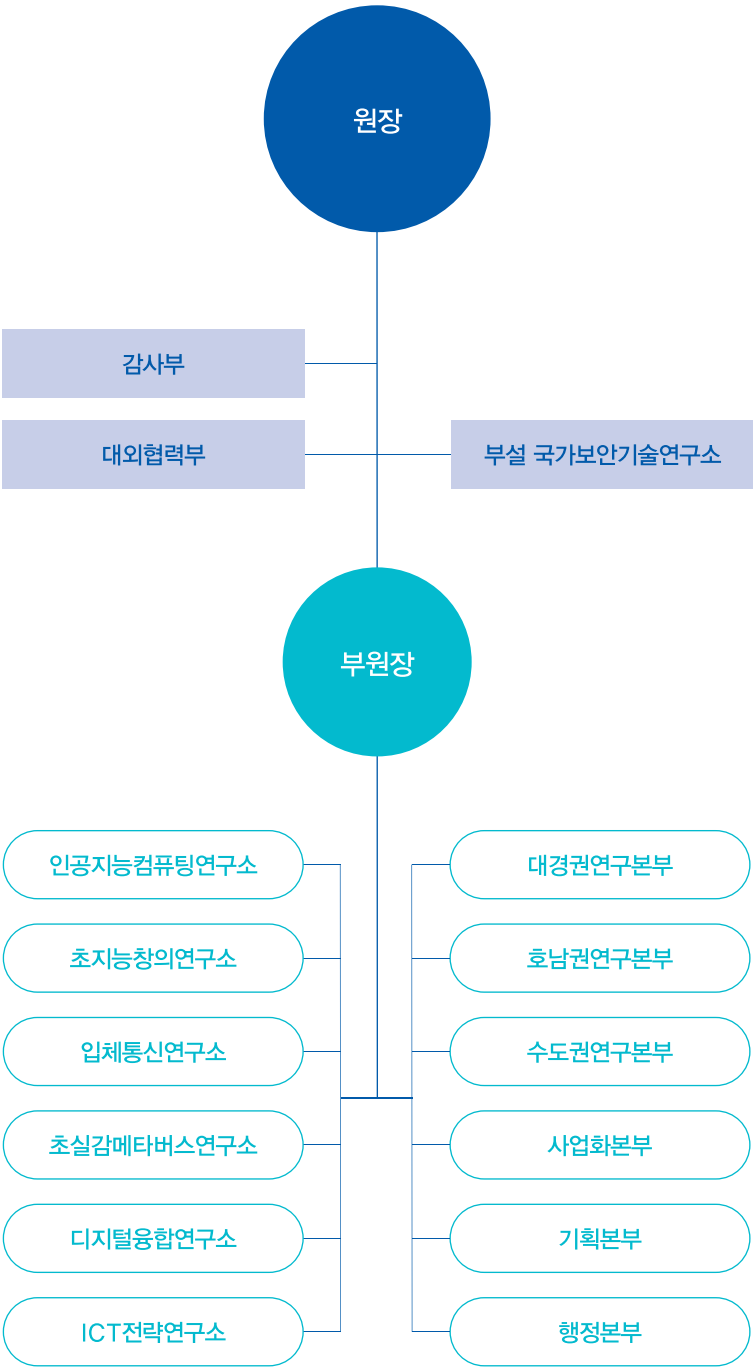 원장
감사부
대외협력부
부설 국가보안기술연구소
부원장
인공지능컴퓨팅연구소
초지능창의연구소
입체통신연구소
초실감메타버스연구소
디지털융합연구소
ICT전략연구소
대경권연구본부
호남권연구본부
수도권연구본부
사업화본부
기획본부
행정본부